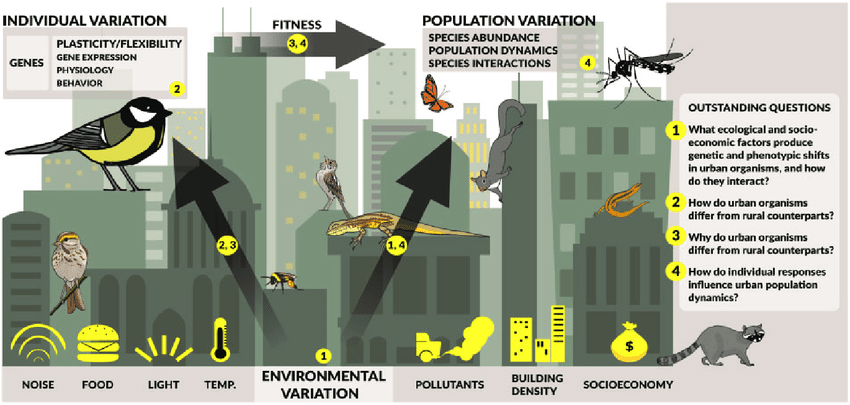 INDIVIDUAL VARIATION
GENES
PLASTICITY/FLEXIBILITY
GENE EXPRESSION
PHYSIOLOGY
BEHAVIOR
2
FITNESS
3, 4
POPULATION VARIATION
SPECIES ABUNDANCE
POPULATION DYNAMICS
SPECIES INTERACTIONS
4
2, 3
1, 4
OUTSTANDING QUESTIONS
1 What ecological and socio-
economic factors produce
genetic and phenotypic shifts
in urban organisms, and how
do they interact?
2 How do urban organisms
differ from rural counterparts?
3 Why do urban organisms
differ from rural counterparts?
4 How do individual responses
influence urban population
dynamics?
NOISE
FOOD
LIGHT
TEMP.
1
ENVIRONMENTAL
VARIATION
POLLUTANTS
BUILDING
DENSITY
$
SOCIOECONOMY